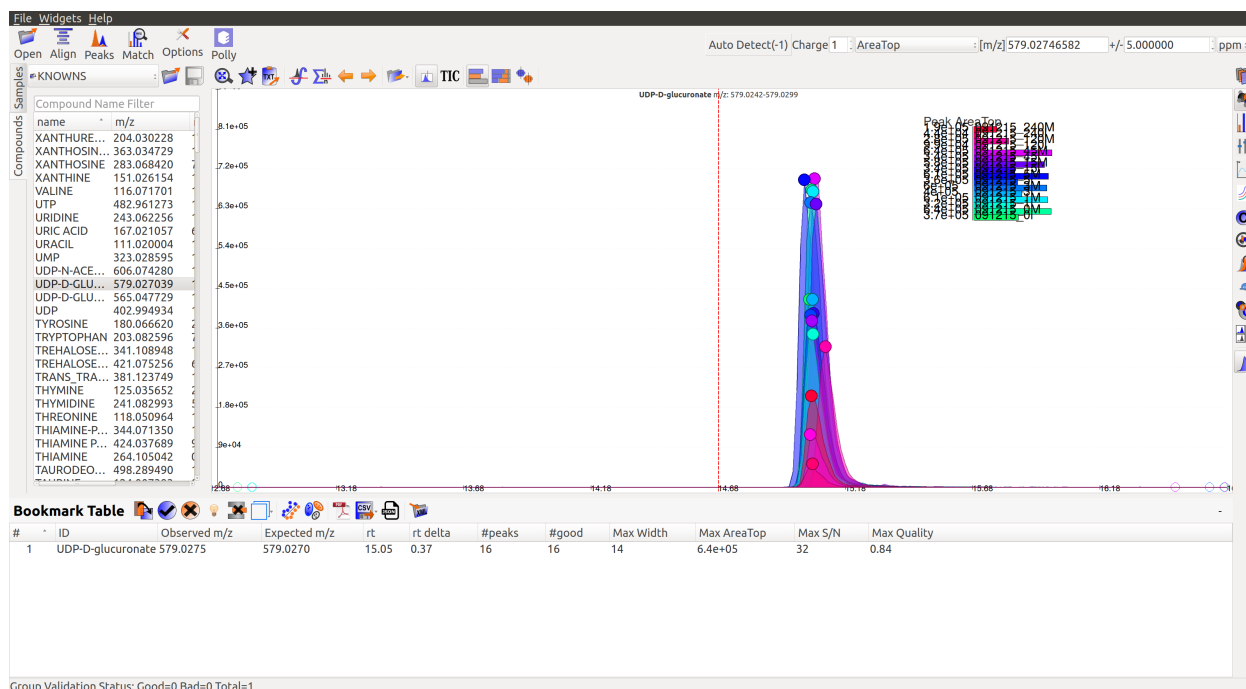 File Widgets Help
Open Align Peaks Match Options Polly
Auto Detect(-1) Charge 1 AreaTop [m/z] 579.02746582 +/- 5.000000 ppm
Samples
Compounds
KNOWNS
TXT
TIC
Compound Name Filter
name m/z
XANTHURE... 204.030228
XANTHOSIN... 363.034729
XANTHOSINE 283.068420
XANTHINE 151.026154
VALINE 116.071701
UTP 482.961273
URIDINE 243.062256
URIC ACID 167.021057
URACIL 111.020004
UMP 323.028595
UDP-N-ACE... 606.074280
UDP-D-GLU... 579.027039
UDP-D-GLU... 565.047729
UDP 402.994934
TYROSINE 180.066620
TRYPTOPHAN 203.082596
TREHALOSE... 341.108948
TREHALOSE... 421.075256
TRANS_TRA... 381.123749
THYMINE 125.035652
THYMIDINE 241.082993
THREONINE 118.050964
THIAMINE-P... 344.071350
THIAMINE P... 424.037689
THIAMINE 264.105042
TAURODEO... 498.289490
UDP-D-glucuronate m/z: 579.0242-579.0299
8.1e+05
7.2e+05
6.3e+05
5.4e+05
4.5e+05
3.6e+05
2.7e+05
1.8e+05
9e+04
Peak AreaTop
12.68 13.18 13.68 14.18 14.68 15.18 15.68 16.18
Bookmark Table
PDF CSV JSON
# ID Observed m/z Expected m/z rt rt delta #peaks #good Max Width Max AreaTop Max S/N Max Quality
1 UDP-D-glucuronate 579.0275 579.0270 15.05 0.37 16 16 14 6.4e+05 32 0.84
Group Validation Status: Good=0 Bad=0 Total=1